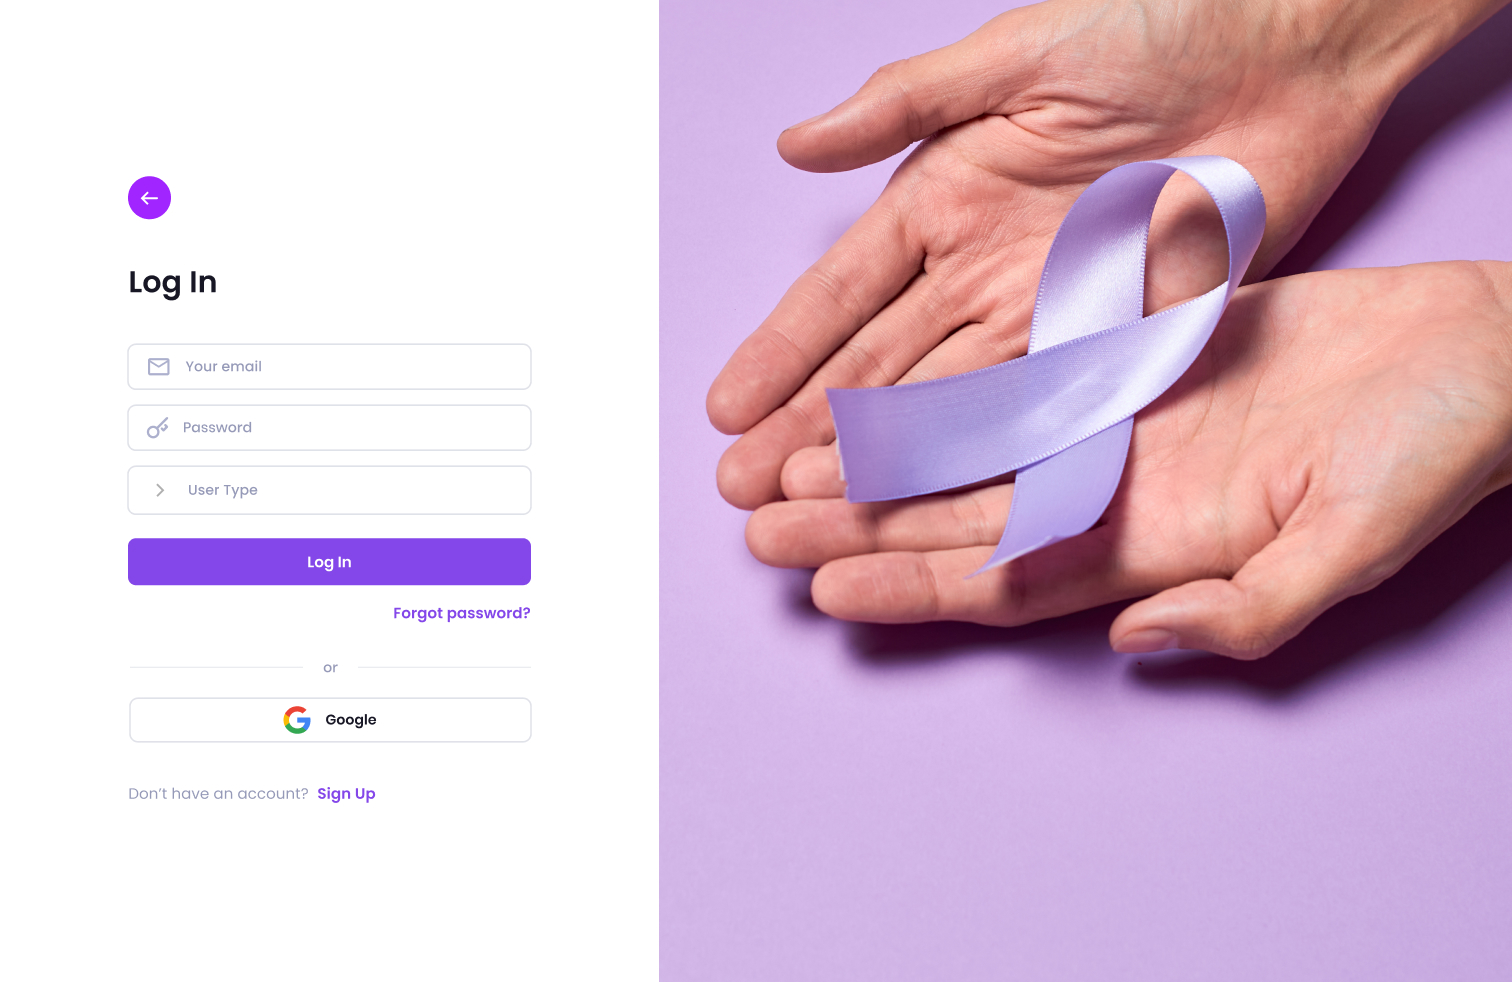 Log In
Your email
Password
User Type
Log In
Forgot password?
or
Google
Don’t have an account? Sign Up